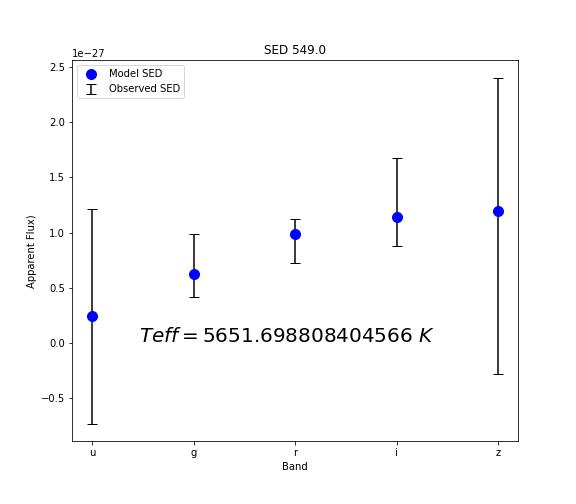 SED 549.0
1e−27
Model SED
Observed SED
2.5
2.0
1.5
1.0
0.5
0.0
−0.5
Apparent Flux)
Teff = 5651.698808404566 K
u g r i z
Band